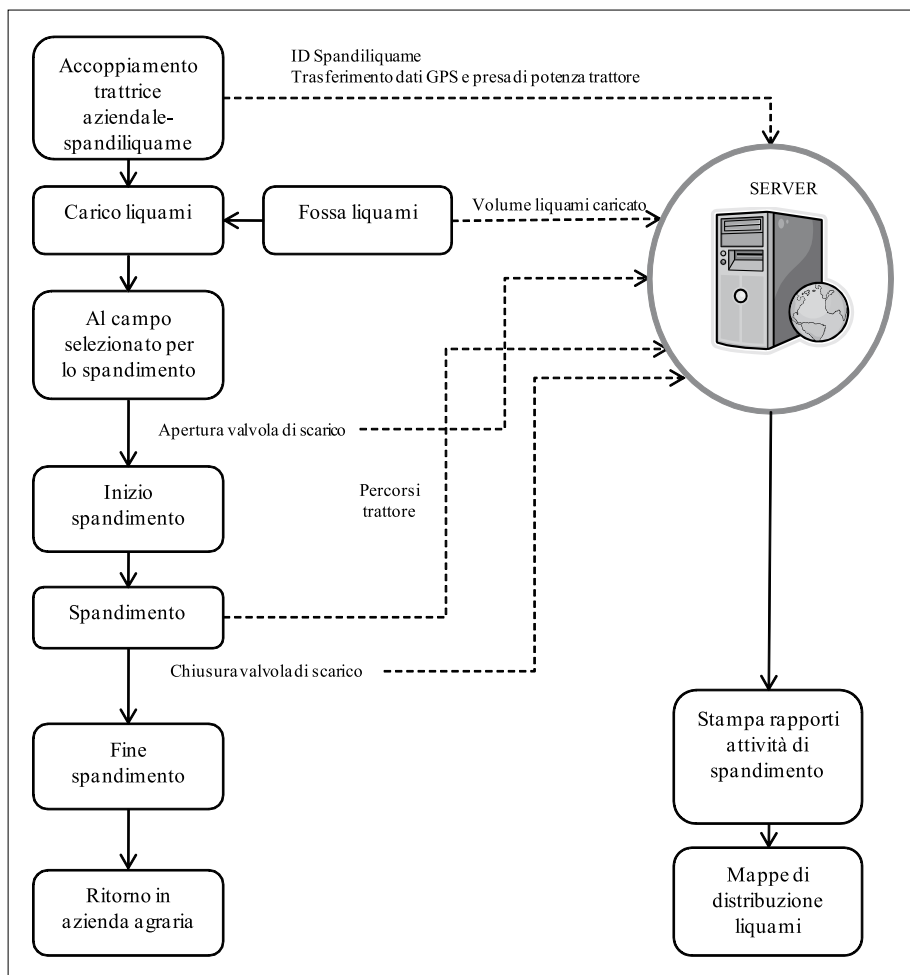 Accoppiamento
trattrice
aziendale-
spandiliquame
ID Spandiliquame
Trasferimento dati GPS e presa di potenza trattore
SERVER
Carico liquami
Fossa liquami
Volume liquami caricato
Al campo
selezionato per
lo spandimento
Apertura valvola di scarico
Inizio
spandimento
Percorsi
trattore
Spandimento
Chiusura valvola di scarico
Fine
spandimento
Stampa rapporti
attività di
spandimento
Ritorno in
azienda agraria
Mappe di
distribuzione
liquami